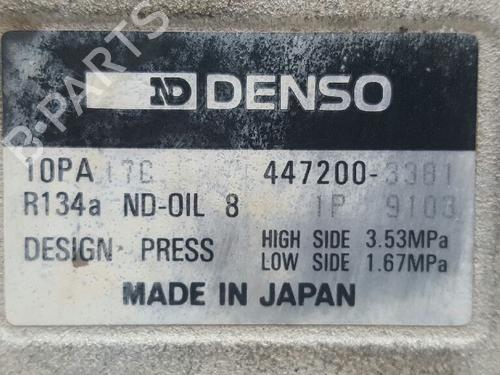 ND DENSO
10PA17C 447200-3381
R134a ND-OIL 8 1P 9103
DESIGN PRESS HIGH SIDE 3.53MPa
LOW SIDE 1.67MPa
MADE IN JAPAN
B-PARTS